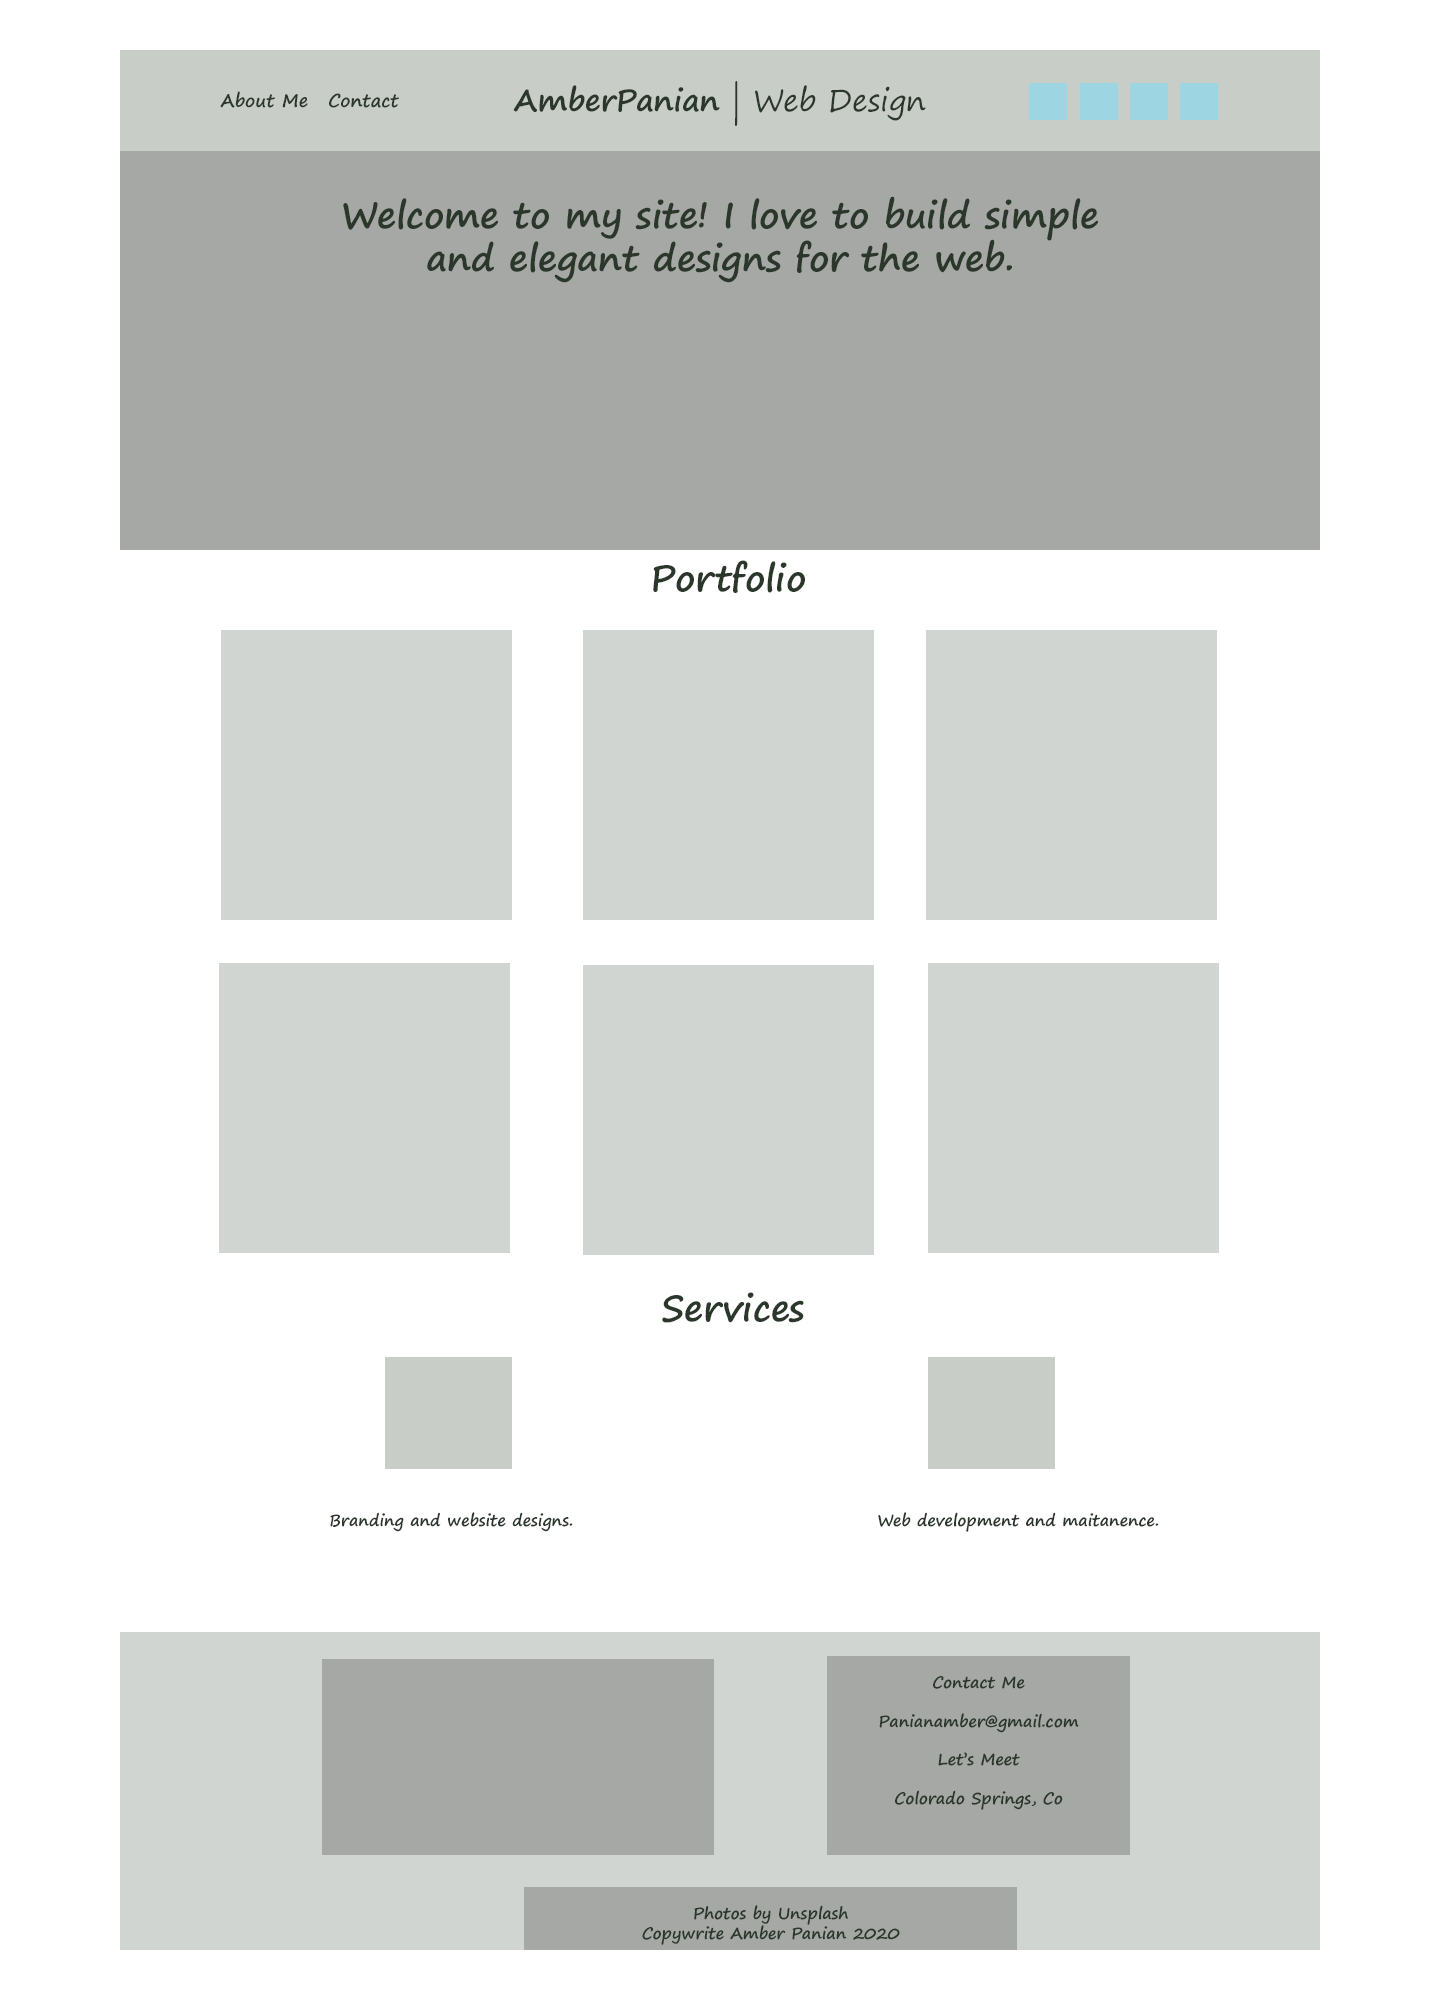 About Me Contact AmberPanian | Web Design
Welcome to my site! I love to build simple
and elegant designs for the web.
Portfolio
Services
Branding and website designs. Web development and maitanence.
Contact Me
Panianamber@gmail.com
Let's Meet
Colorado Springs, Co
Photos by Unsplash
Copywrite Amber Panian 2020